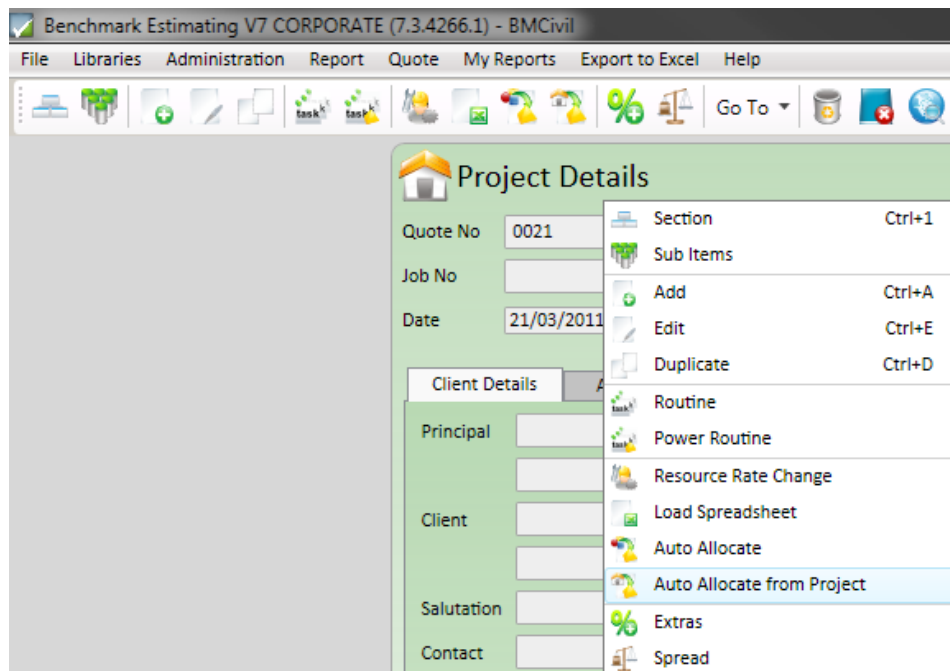 Benchmark Estimating V7 CORPORATE (7.3.4266.1) - BMCivil
File Libraries Administration Report Quote My Reports Export to Excel Help
task task Go To
Project Details
Quote No 0021
Job No
Date 21/03/2011
Client Details A
Principal
Client
Salutation
Contact
Section Ctrl+1
Sub Items
Add Ctrl+A
Edit Ctrl+E
Duplicate Ctrl+D
task Routine
task Power Routine
Resource Rate Change
Load Spreadsheet
Auto Allocate
Auto Allocate from Project
Extras
Spread